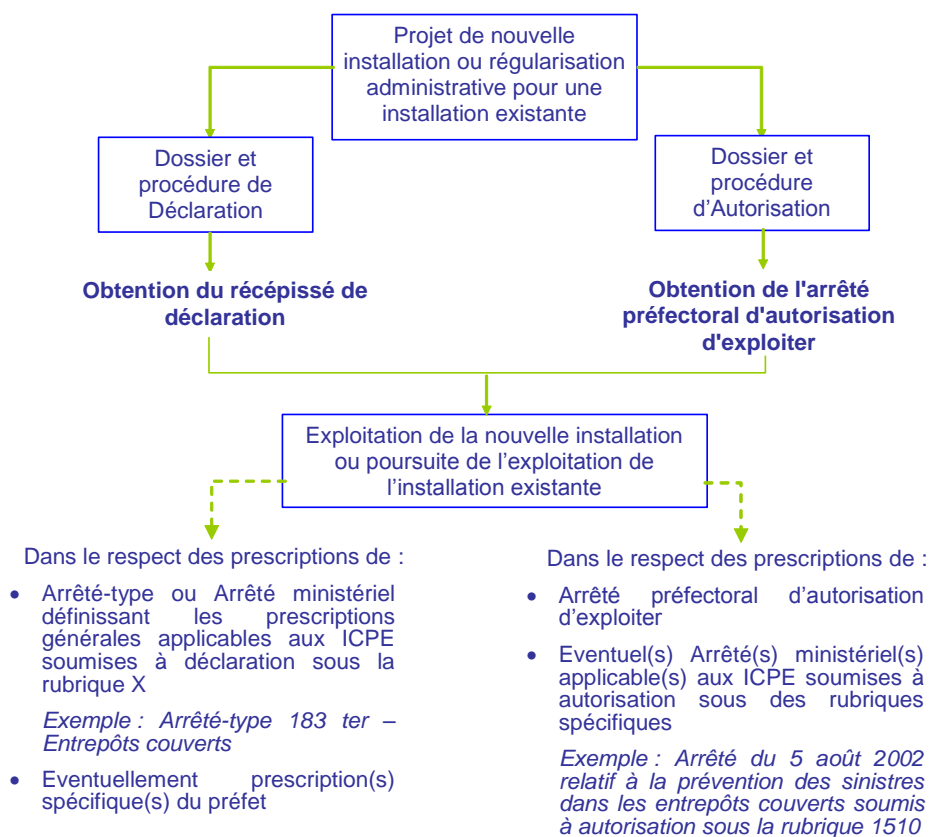 Projet de nouvelle
installation ou régularisation
administrative pour une
installation existante
Dossier et
procédure de
Déclaration
Dossier et
procédure
d'Autorisation
Obtention du récépissé de
déclaration
Obtention de l'arrêté
préfectoral d'autorisation
d'exploiter
Exploitation de la nouvelle installation
ou poursuite de l'exploitation de
l'installation existante
Dans le respect des prescriptions de :
• Arrêté-type ou Arrêté ministériel
définissant les prescriptions
générales applicables aux ICPE
soumises à déclaration sous la
rubrique X
Exemple : Arrêté-type 183 ter –
Entrepôts couverts
• Eventuellement prescription(s)
spécifique(s) du préfet
Dans le respect des prescriptions de :
• Arrêté préfectoral d'autorisation
d'exploiter
• Eventuel(s) Arrêté(s) ministériel(s)
applicable(s) aux ICPE soumises à
autorisation sous des rubriques
spécifiques
Exemple : Arrêté du 5 août 2002
relatif à la prévention des sinistres
dans les entrepôts couverts soumis
à autorisation sous la rubrique 1510